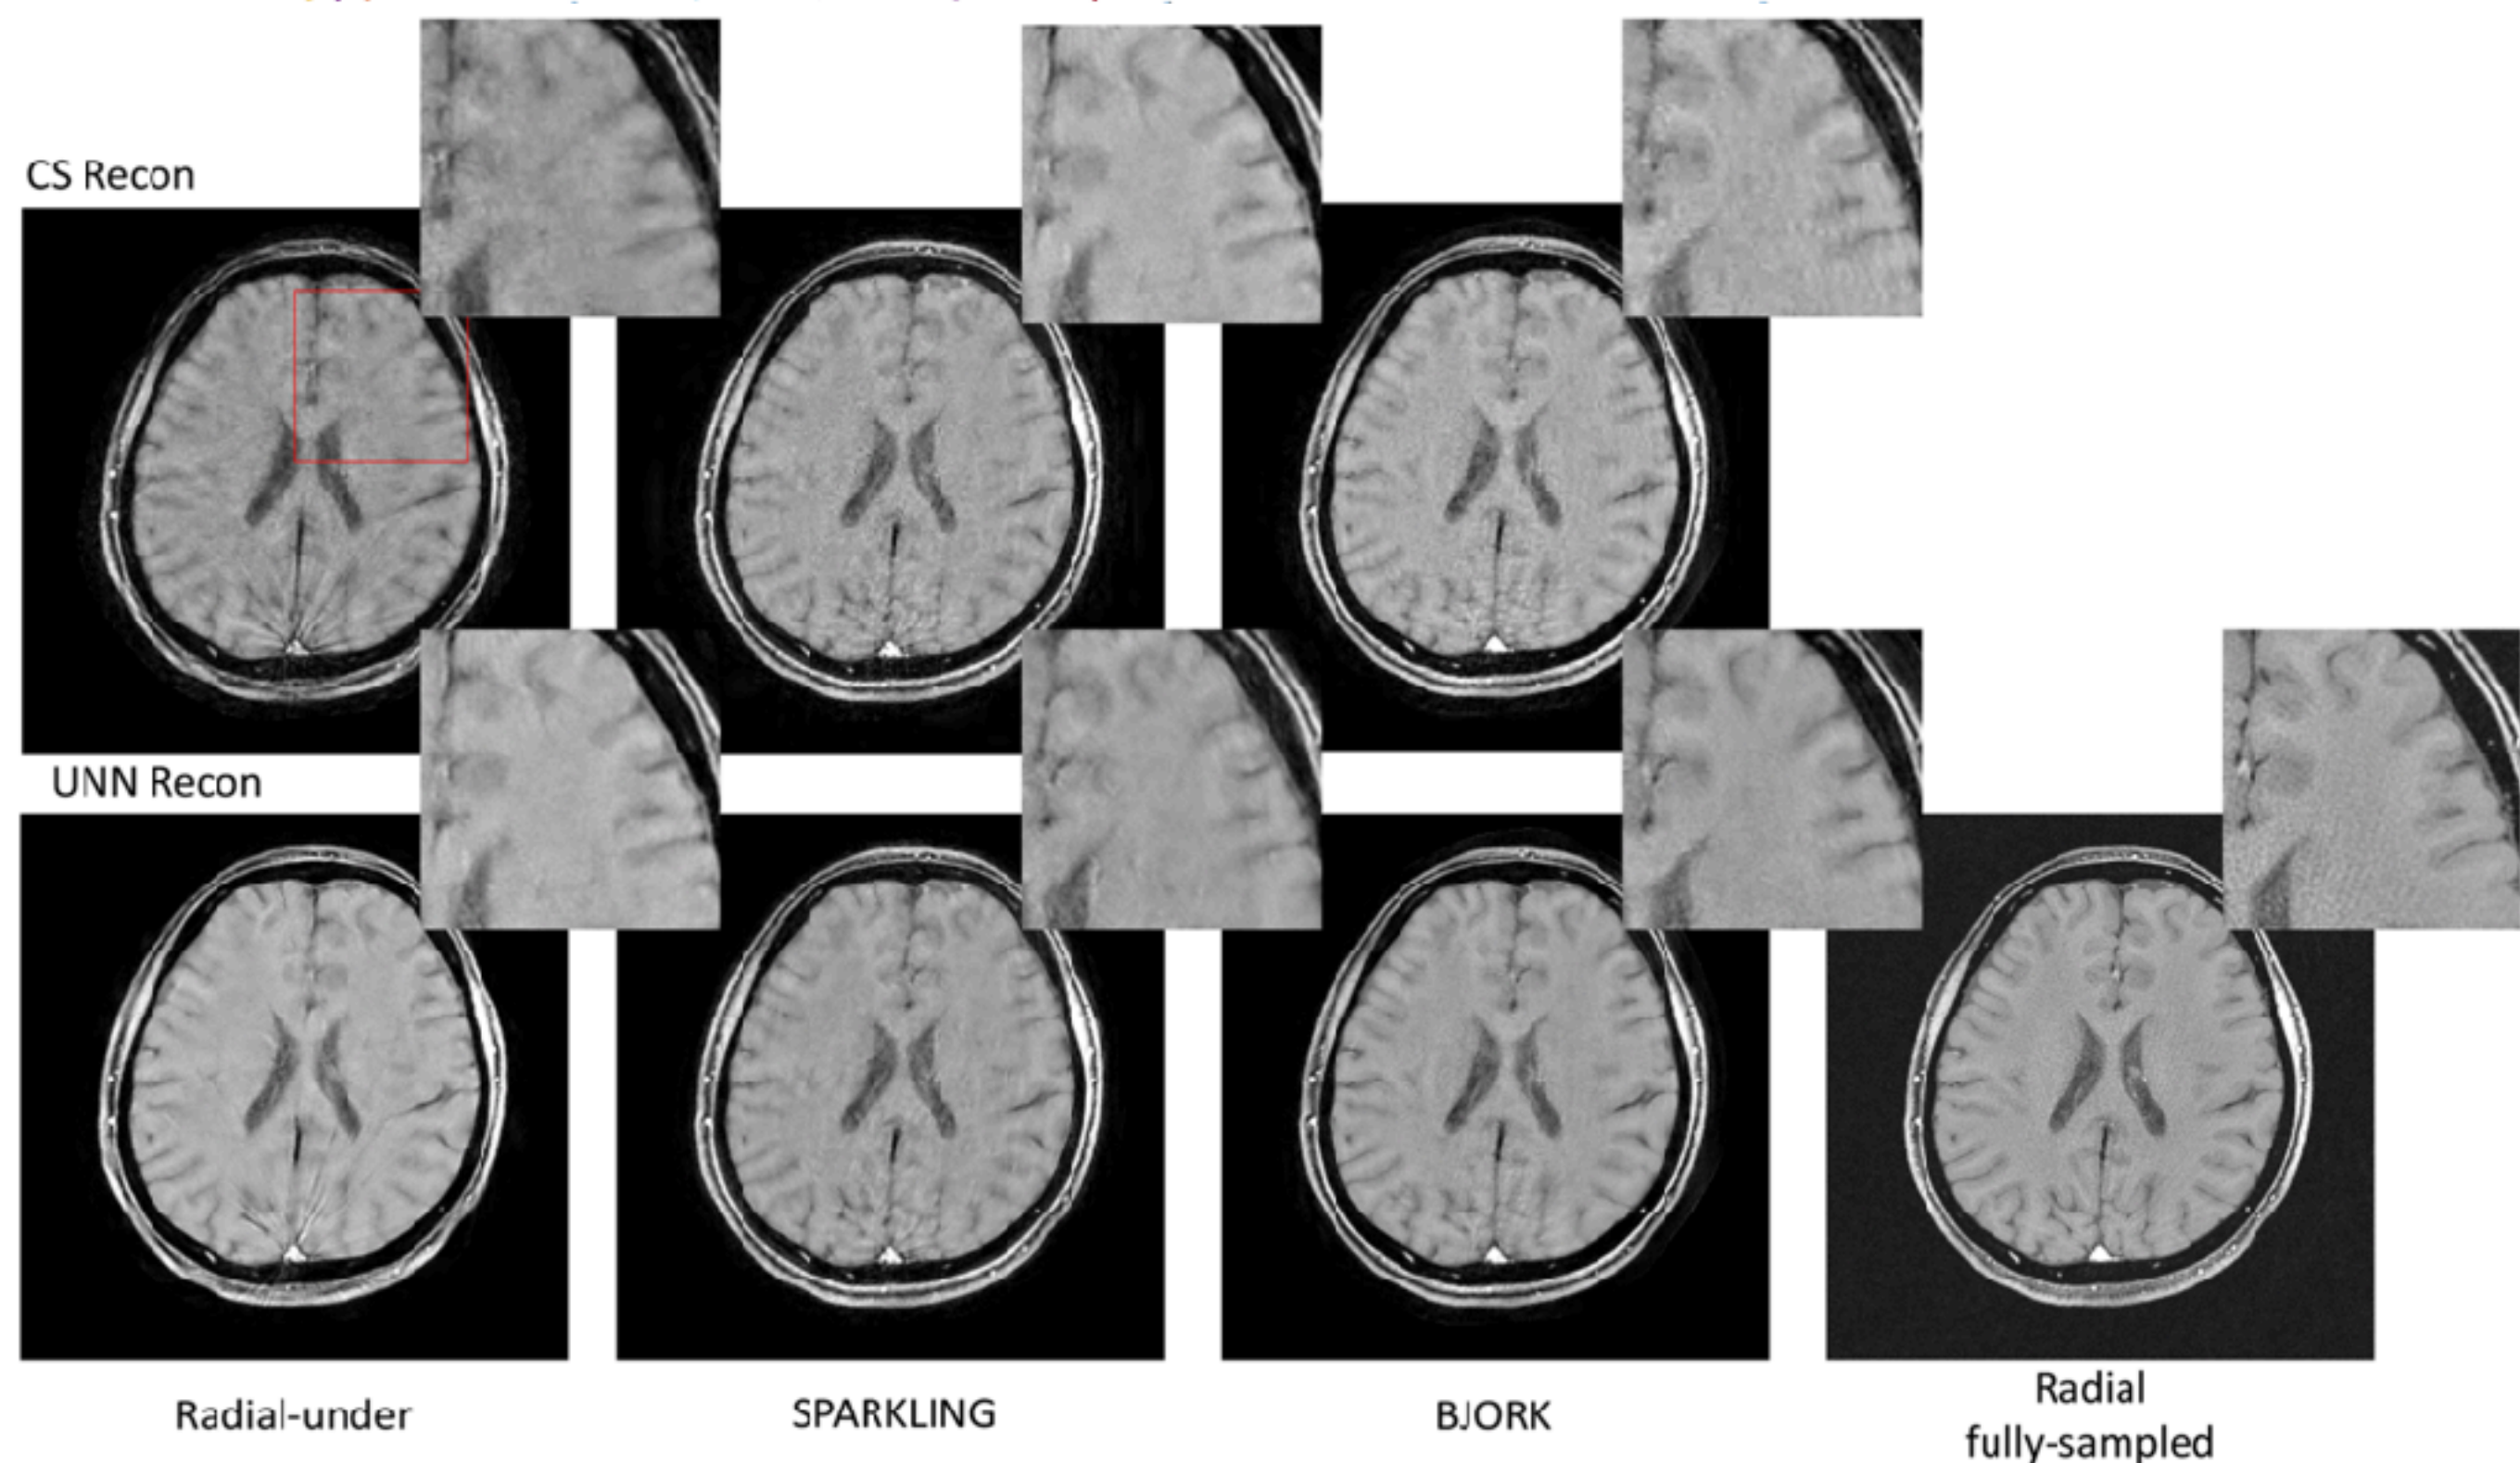 CS Recon
UNN Recon
Radial-under
SPARKLING
BJORK
Radial
fully-sampled